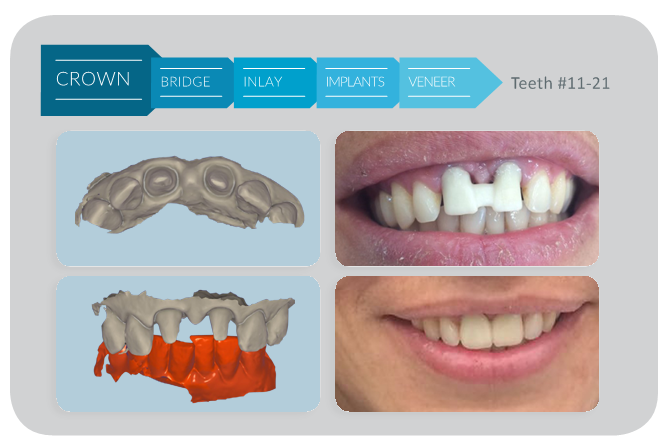 CROWN
BRIDGE
INLAY
IMPLANTS
VENEER
Teeth #11-21